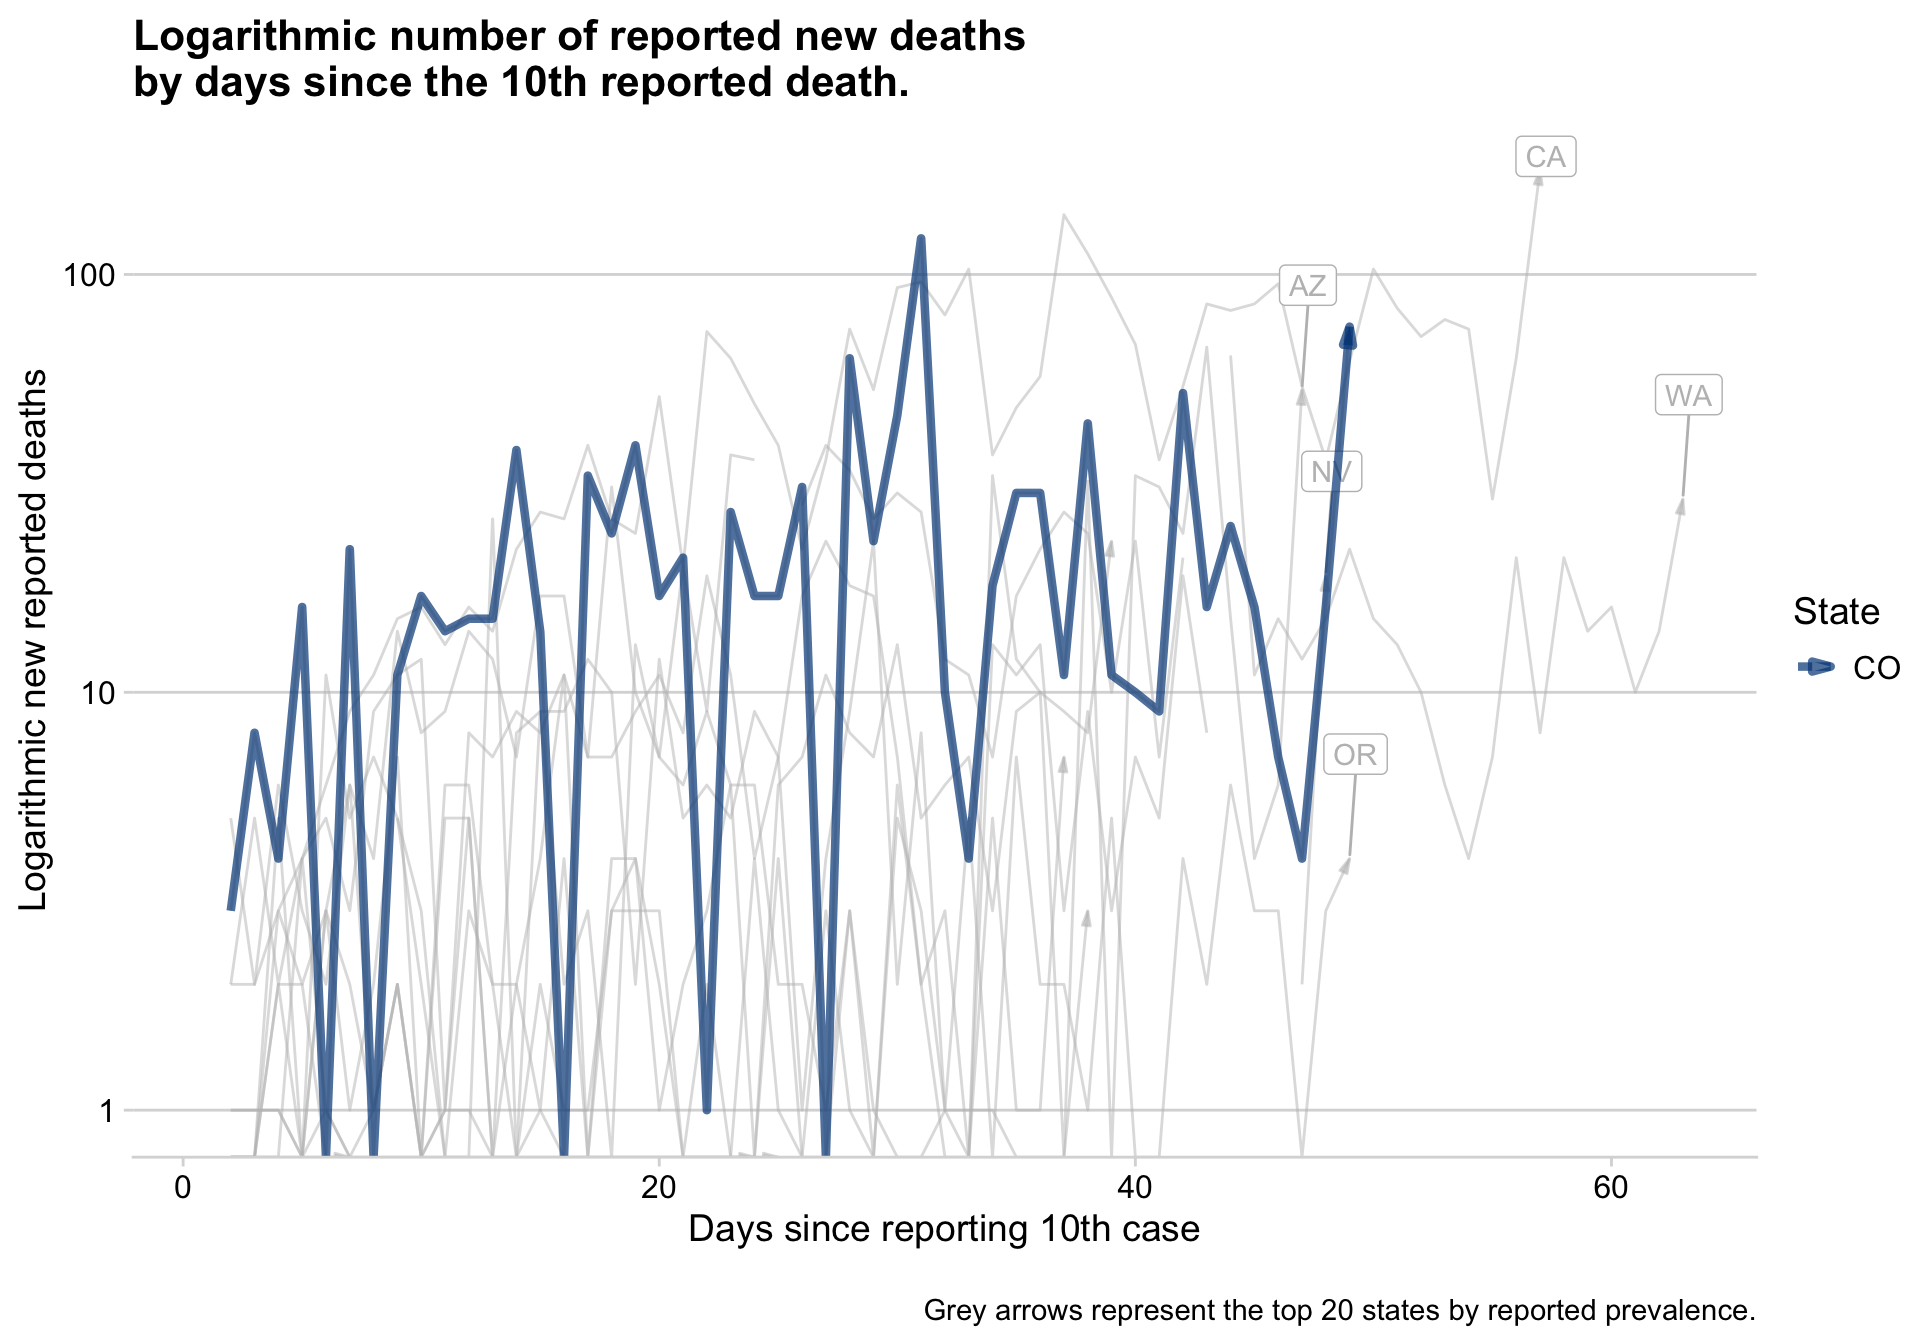 Logarithmic number of reported new deaths
by days since the 10th reported death.
CA
100
AZ
WA
NV
Logarithmic new reported deaths
State
CO
10
OR
1
0
20
40
60
Days since reporting 10th case
Grey arrows represent the top 20 states by reported prevalence.